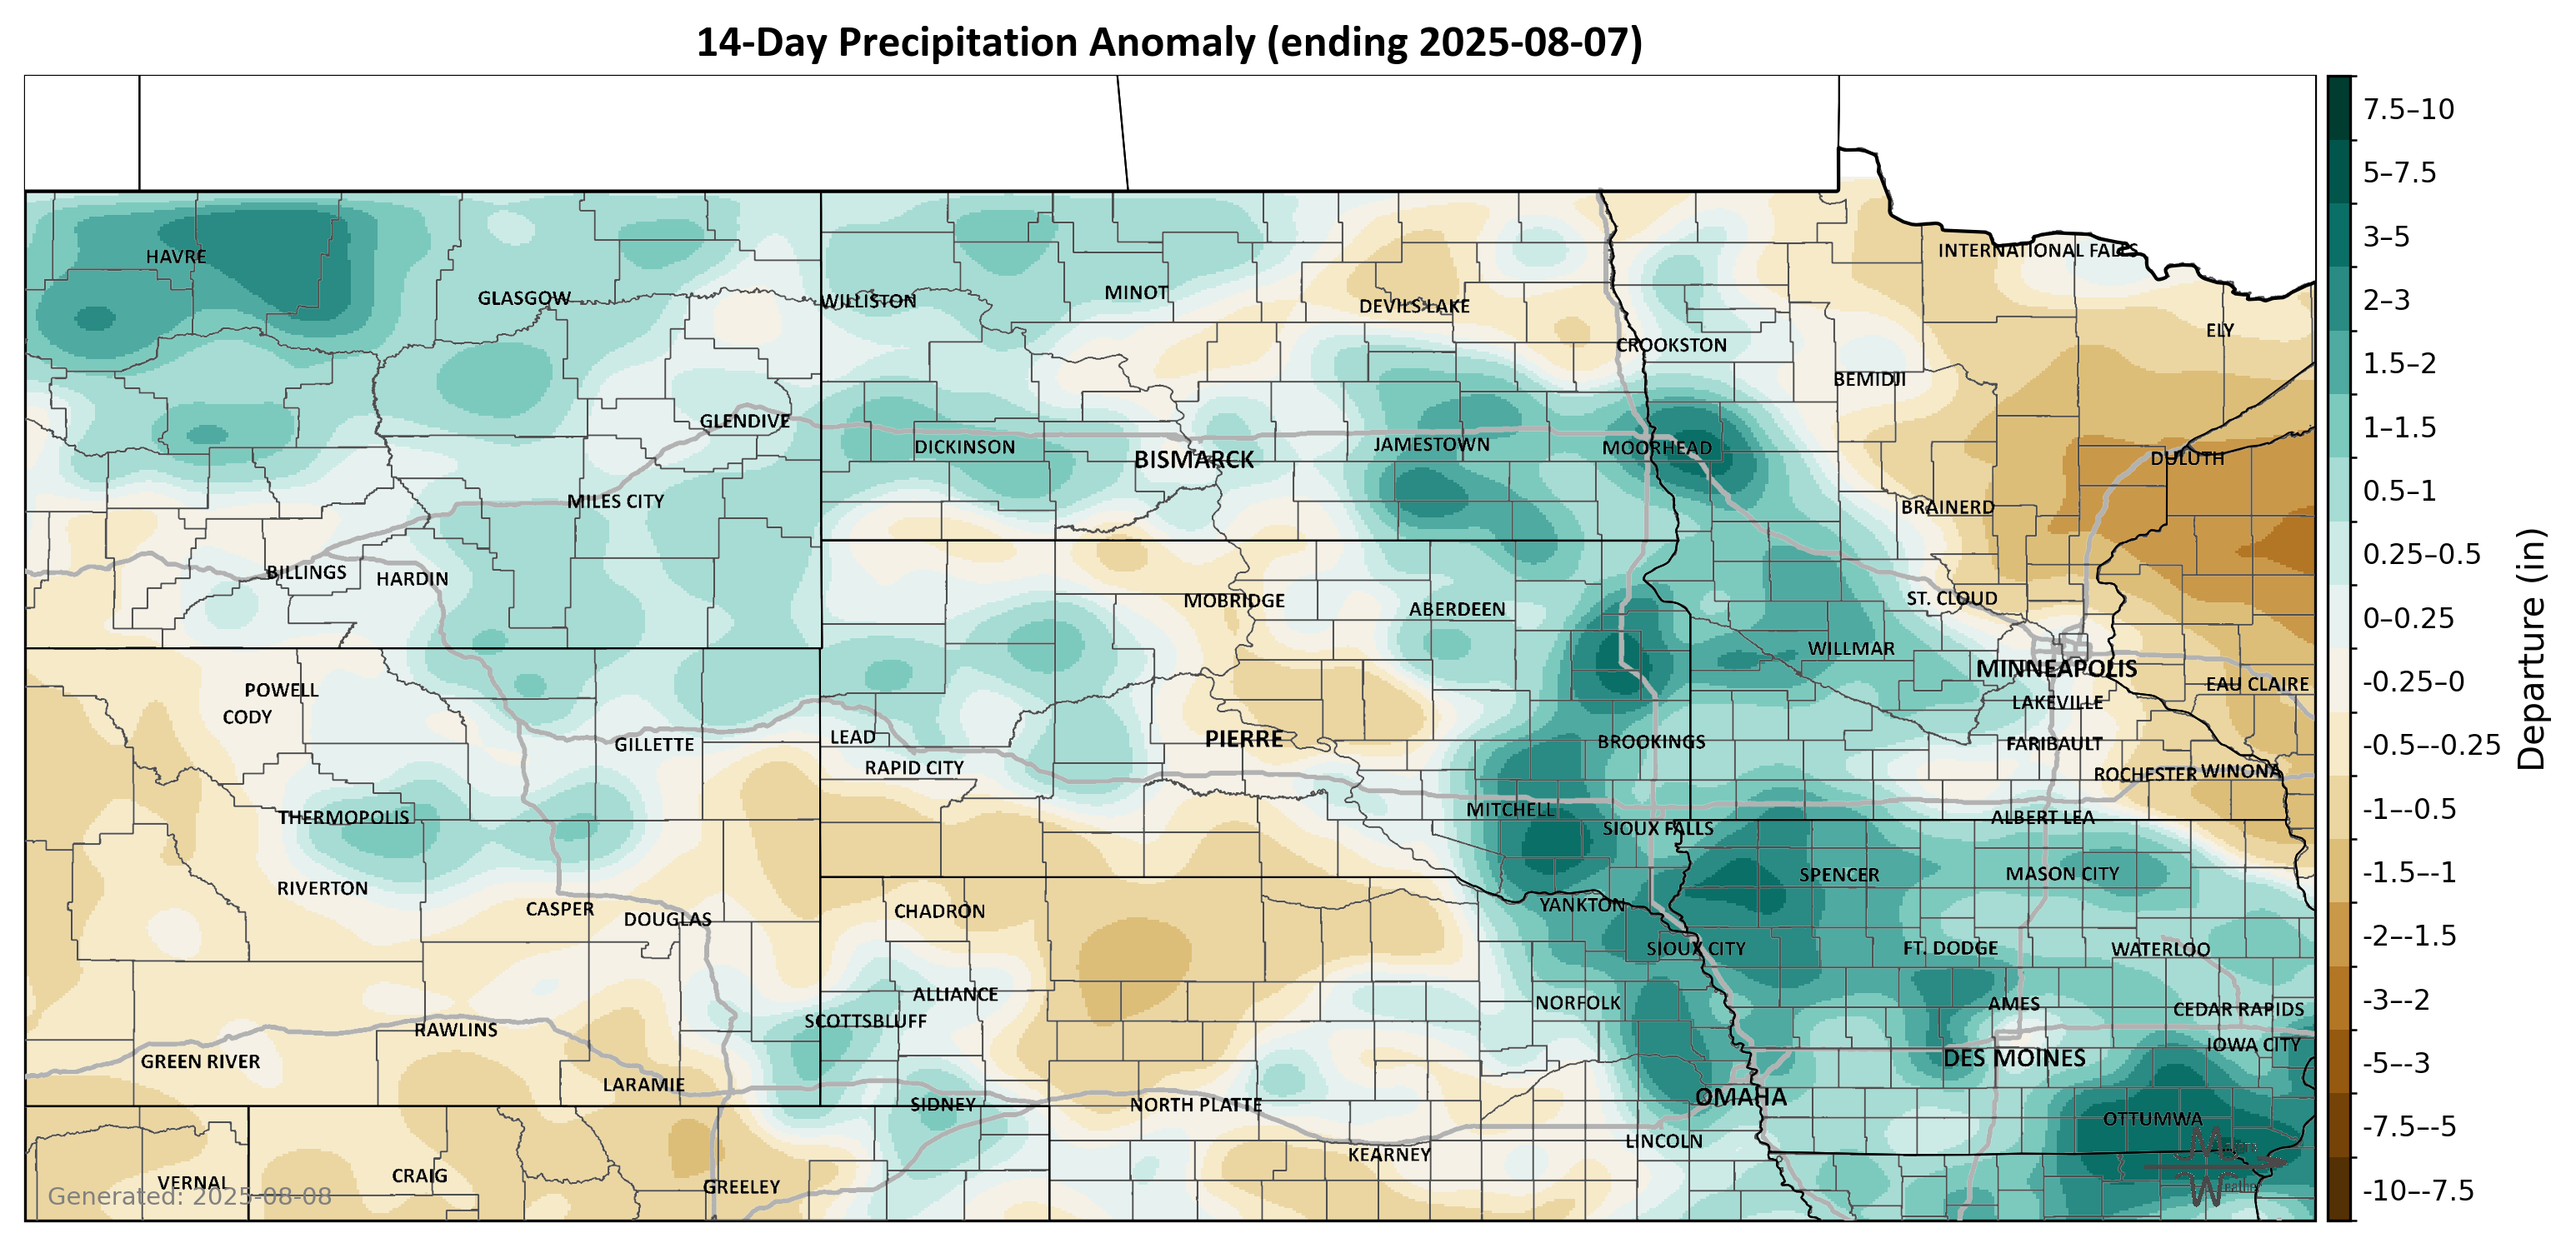 14-Day Precipitation Anomaly (ending 2025-08-07)
HAVRE
GLASGOW
WILLISTON
MINOT
DEVILS LAKE
INTERNATIONAL FALLS
ELY
CROOKSTON
BEMIDJI
GLENDIVE
DICKINSON
BISMARCK
JAMESTOWN
MOORHEAD
DULUTH
MILES CITY
BRAINERD
BILLINGS
HARDIN
MOBRIDGE
ABERDEEN
ST. CLOUD
WILLMAR
MINNEAPOLIS
EAU CLAIRE
LAKEVILLE
POWELL
CODY
GILLETTE
LEAD
RAPID CITY
PIERRE
BROOKINGS
FARIBAULT
ROCHESTER
WINONA
THERMOPOLIS
MITCHELL
SIOUX FALLS
ALBERT LEA
RIVERTON
CASPER
DOUGLAS
CHADRON
YANKTON
SPENCER
MASON CITY
SIOUX CITY
FT. DODGE
WATERLOO
ALLIANCE
SCOTTSBLUFF
NORFOLK
AMES
CEDAR RAPIDS
RAWLINS
GREEN RIVER
IOWA CITY
DES MOINES
LARAMIE
SIDNEY
NORTH PLATTE
OMAHA
OTTUMWA
LINCOLN
KEARNEY
VERNAL
CRAIG
GREELEY
Generated: 2025-08-08
7.5–10
5–7.5
3–5
2–3
1.5–2
1–1.5
0.5–1
0.25–0.5
0–0.25
-0.25–0
-0.5–-0.25
-1–-0.5
-1.5–-1
-2–-1.5
-3–-2
-5–-3
-7.5–-5
-10–-7.5
Departure (in)